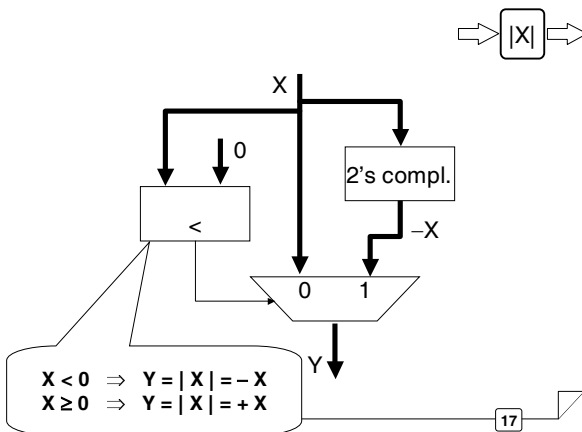 |X|
X
0
2's compl.
<
−X
0 1
Y
X < 0 ⇒ Y = | X | = − X
X ≥ 0 ⇒ Y = | X | = + X
17